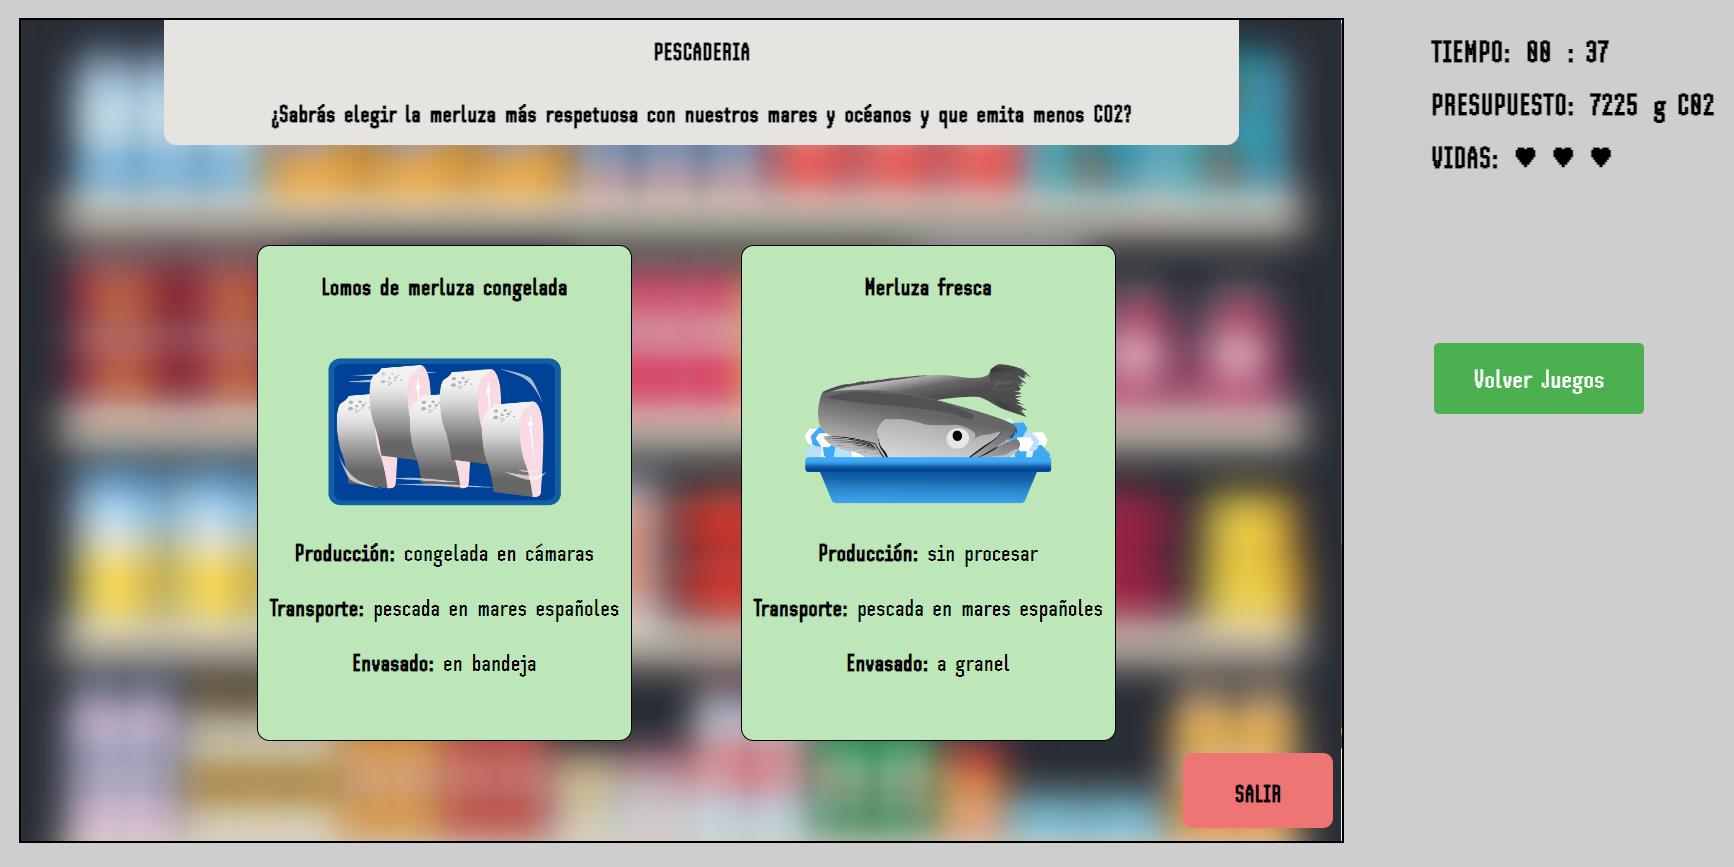 PESCADERIA
¿Sabrás elegir la merluza más respetuosa con nuestros mares y océanos y que emita menos CO2?
TIEMPO: 00 : 37
PRESUPUESTO: 7225 g CO2
VIDAS: ♥ ♥ ♥
Lomos de merluza congelada
Producción: congelada en cámaras
Transporte: pescada en mares españoles
Envasado: en bandeja
Merluza fresca
Producción: sin procesar
Transporte: pescada en mares españoles
Envasado: a granel
Volver Juegos
SALIR